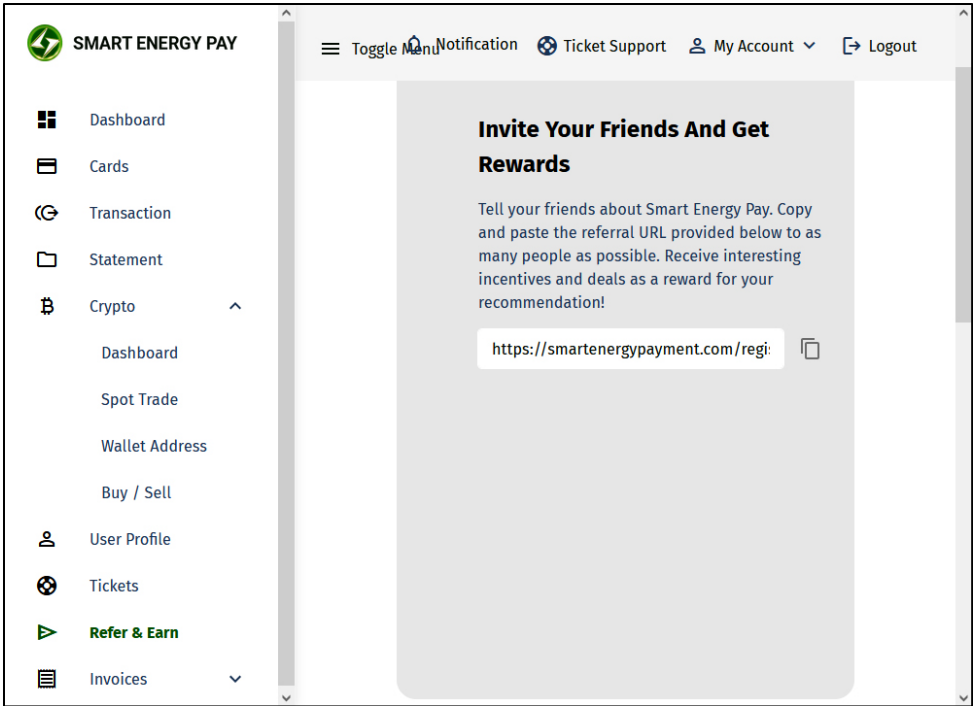 SMART ENERGY PAY
Toggle Menu
Notification
Ticket Support
My Account
Logout
Dashboard
Cards
Transaction
Statement
Crypto
Dashboard
Spot Trade
Wallet Address
Buy / Sell
User Profile
Tickets
Refer & Earn
Invoices
Invite Your Friends And Get
Rewards
Tell your friends about Smart Energy Pay. Copy
and paste the referral URL provided below to as
many people as possible. Receive interesting
incentives and deals as a reward for your
recommendation!
https://smartenergypayment.com/regi